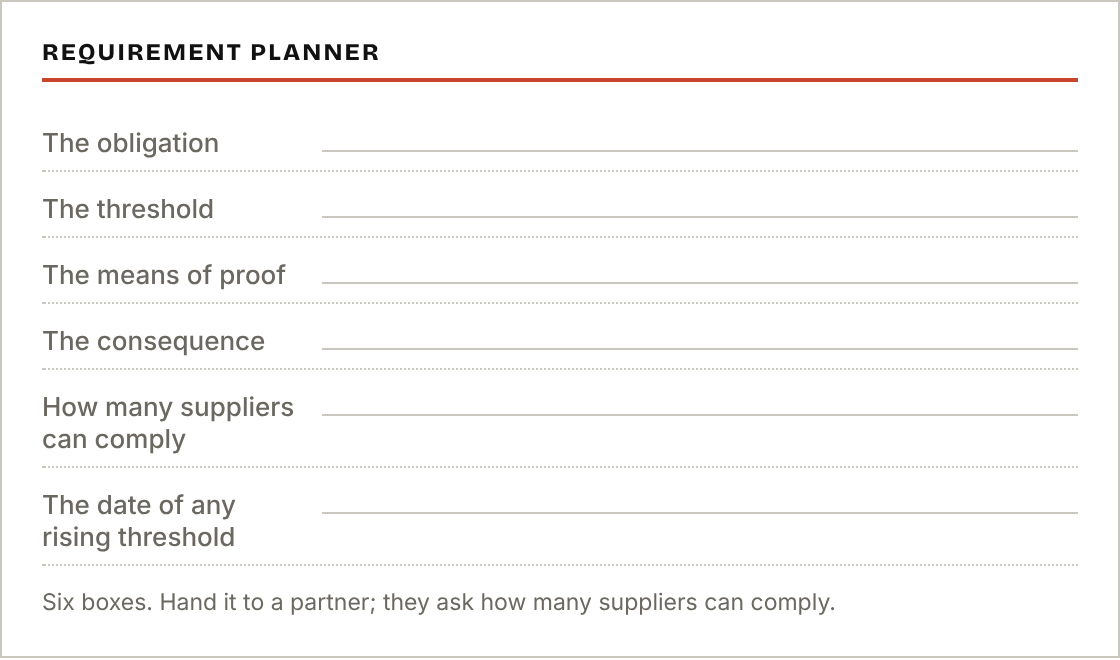 REQUIREMENT PLANNER
The obligation
The threshold
The means of proof
The consequence
How many suppliers
can comply
The date of any
rising threshold
Six boxes. Hand it to a partner; they ask how many suppliers can comply.